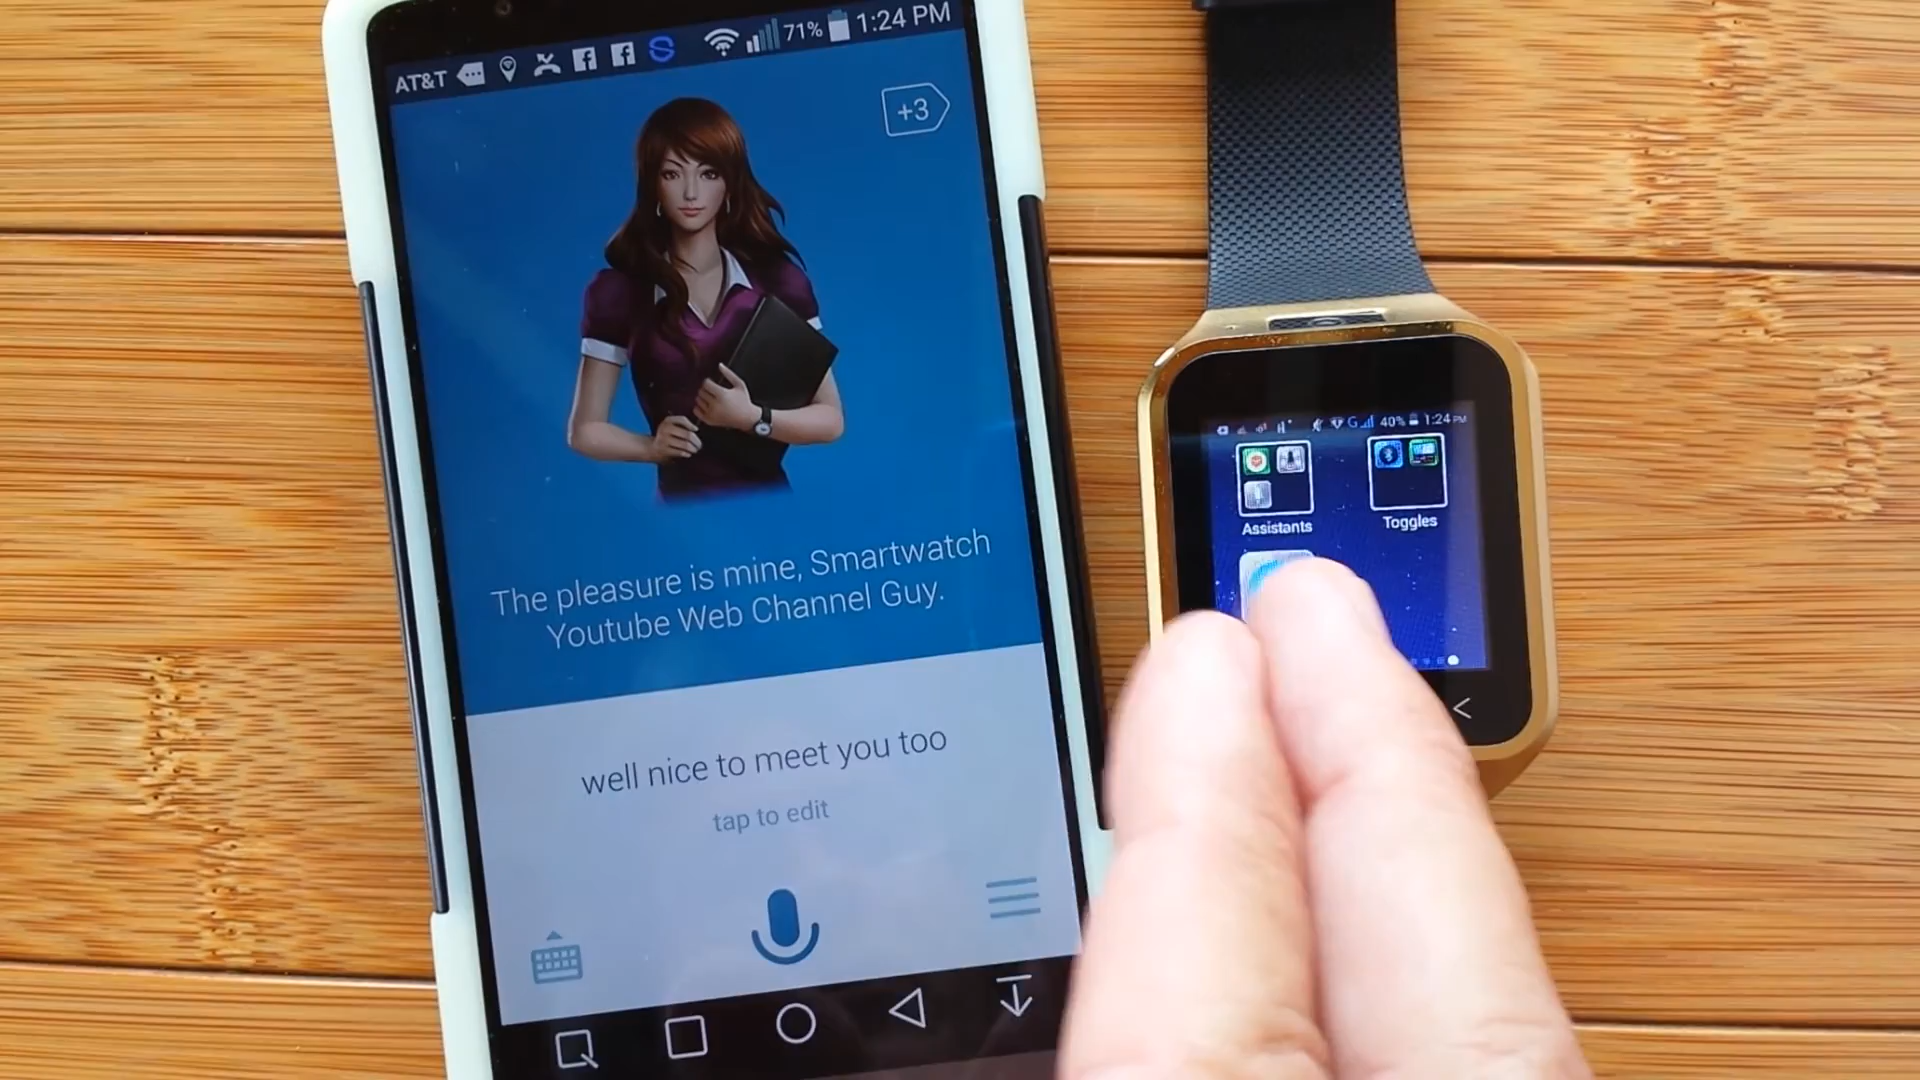 AT&T 71% 1:24 PM
+3
The pleasure is mine, Smartwatch
Youtube Web Channel Guy.
well nice to meet you too
tap to edit
G 40% 1:24 PM
Assistants
Toggles